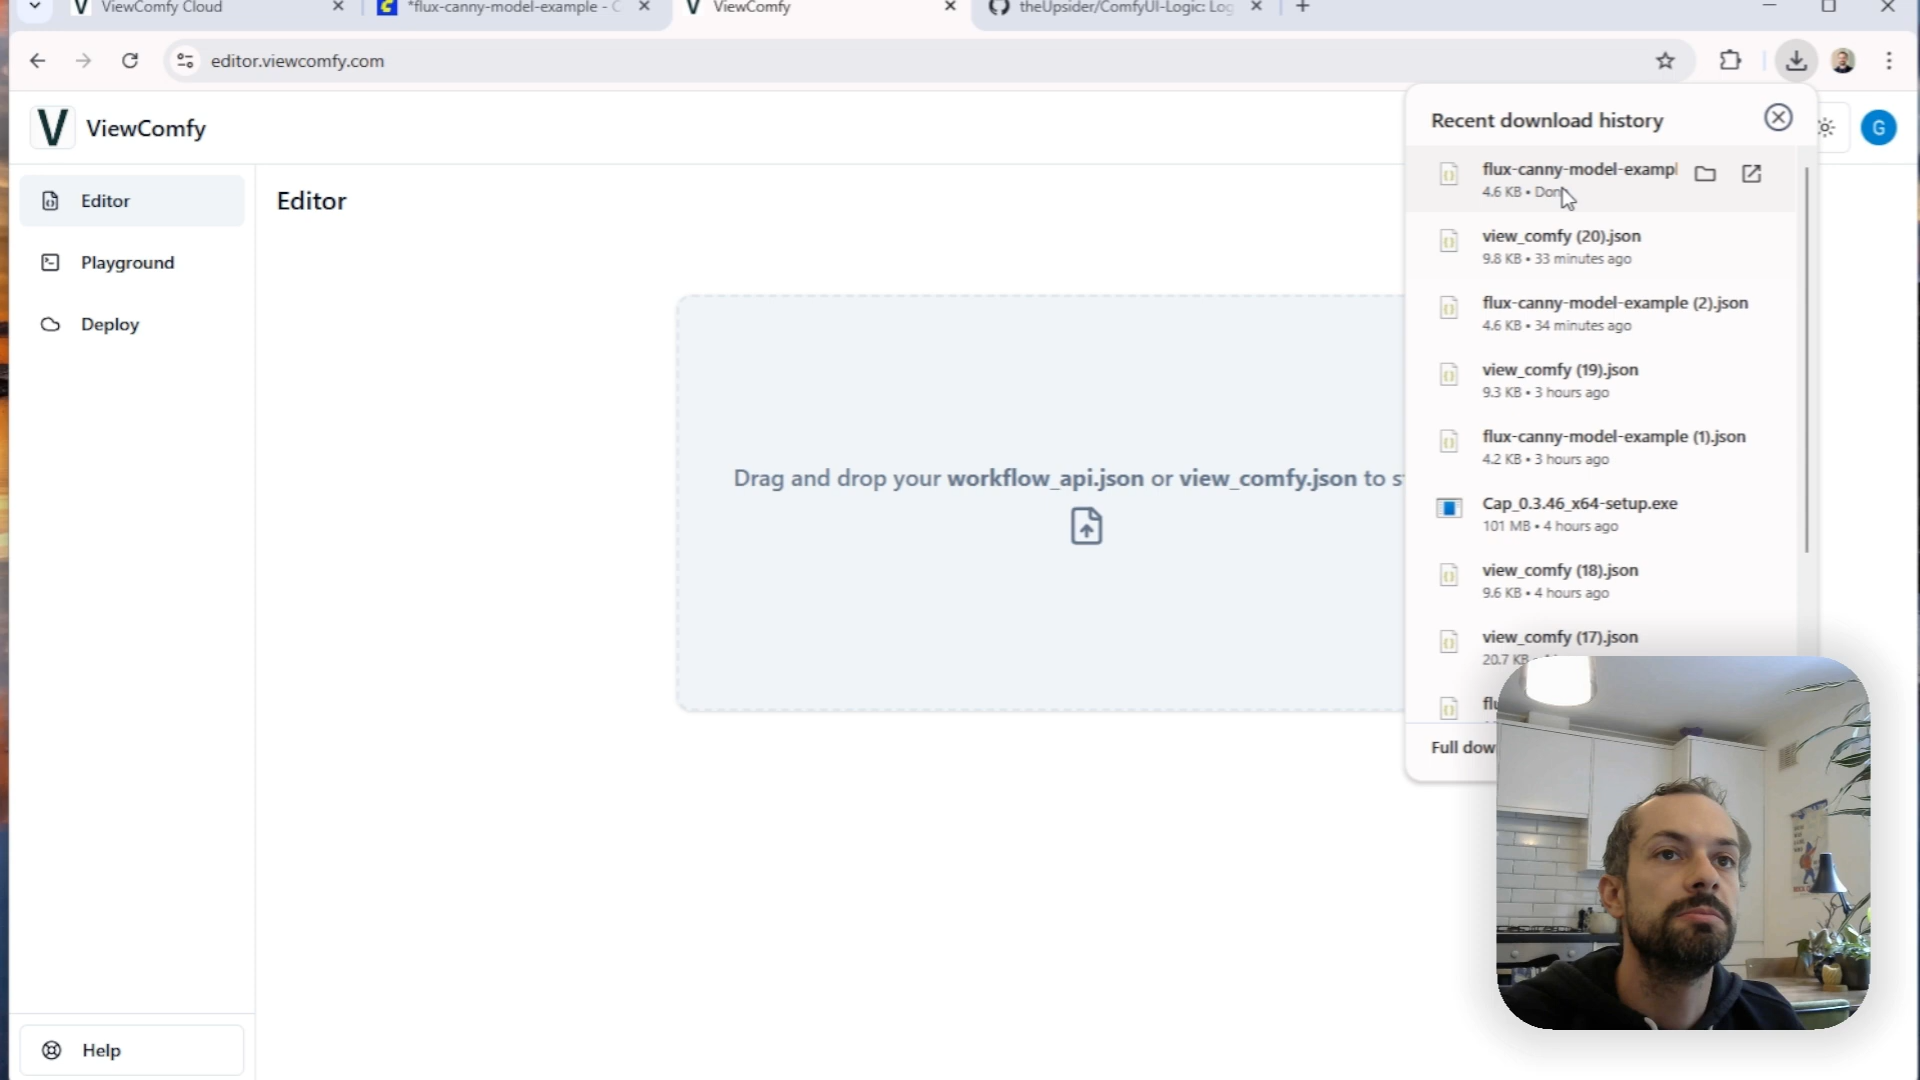 ViewComfy Cloud
*flux-canny-model-example - C
ViewComfy
theUpsider/ComfyUI-Logic: Log
editor.viewcomfy.com
V ViewComfy
G
Recent download history
flux-canny-model-exampl
4.6 KB • Don
view_comfy (20).json
9.8 KB • 33 minutes ago
flux-canny-model-example (2).json
4.6 KB • 34 minutes ago
view_comfy (19).json
9.3 KB • 3 hours ago
flux-canny-model-example (1).json
4.2 KB • 3 hours ago
Cap_0.3.46_x64-setup.exe
101 MB • 4 hours ago
view_comfy (18).json
9.6 KB • 4 hours ago
view_comfy (17).json
20.7 KB
flu
Full dow
Editor
Playground
Deploy
Help
Editor
Drag and drop your workflow_api.json or view_comfy.json to s